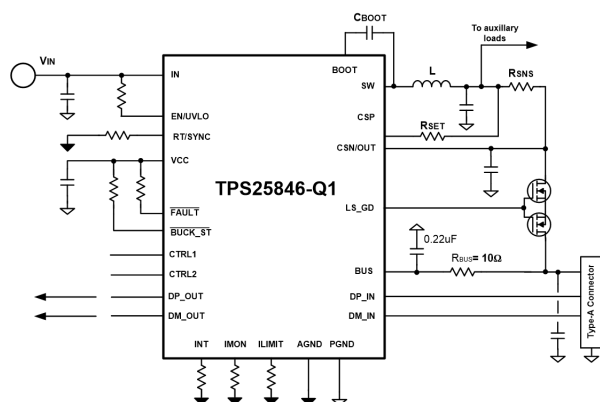 CBOOT
To auxillary
loads
VIN
BOOT
IN
SW
L
RSNS
EN/UVLO
CSP
RT/SYNC
RSET
VCC
CSN/OUT
TPS25846-Q1
FAULT
LS_GD
BUCK_ST
0.22uF
CTRL1
RBUS= 10Ω
CTRL2
BUS
DP_OUT
DP_IN
DM_OUT
DM_IN
Type-A Connector
INT IMON ILIMIT AGND PGND